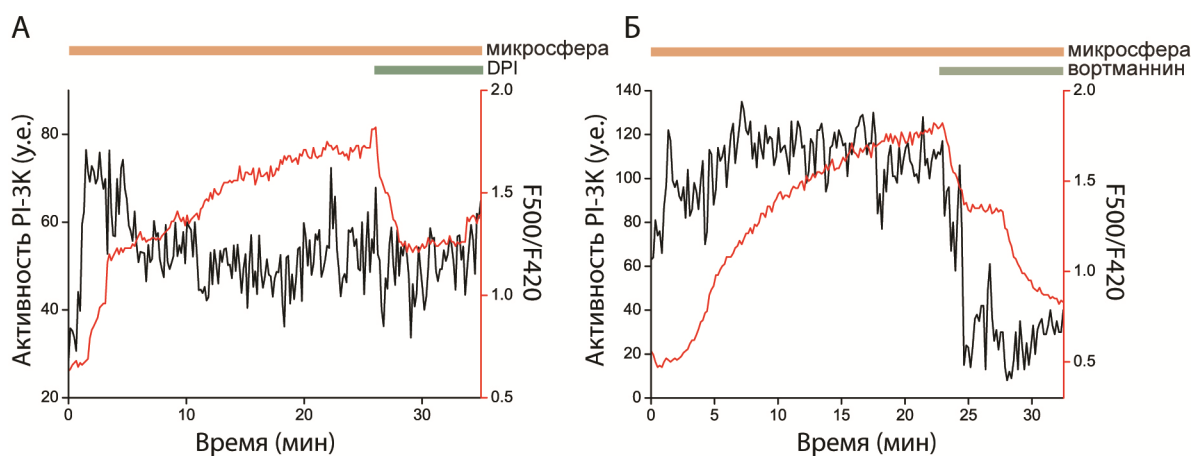 А
микросфера
DPI
Активность PI-3K (у.е.)
80
60
40
20
2.0
1.5
1.0
0.5
F500/F420
0
10
20
30
Время (мин)
Б
микросфера
вортманнин
Активность PI-3K (у.е.)
140
120
100
80
60
40
20
0
2.0
1.5
1.0
0.5
F500/F420
0
5
10
15
20
25
30
Время (мин)